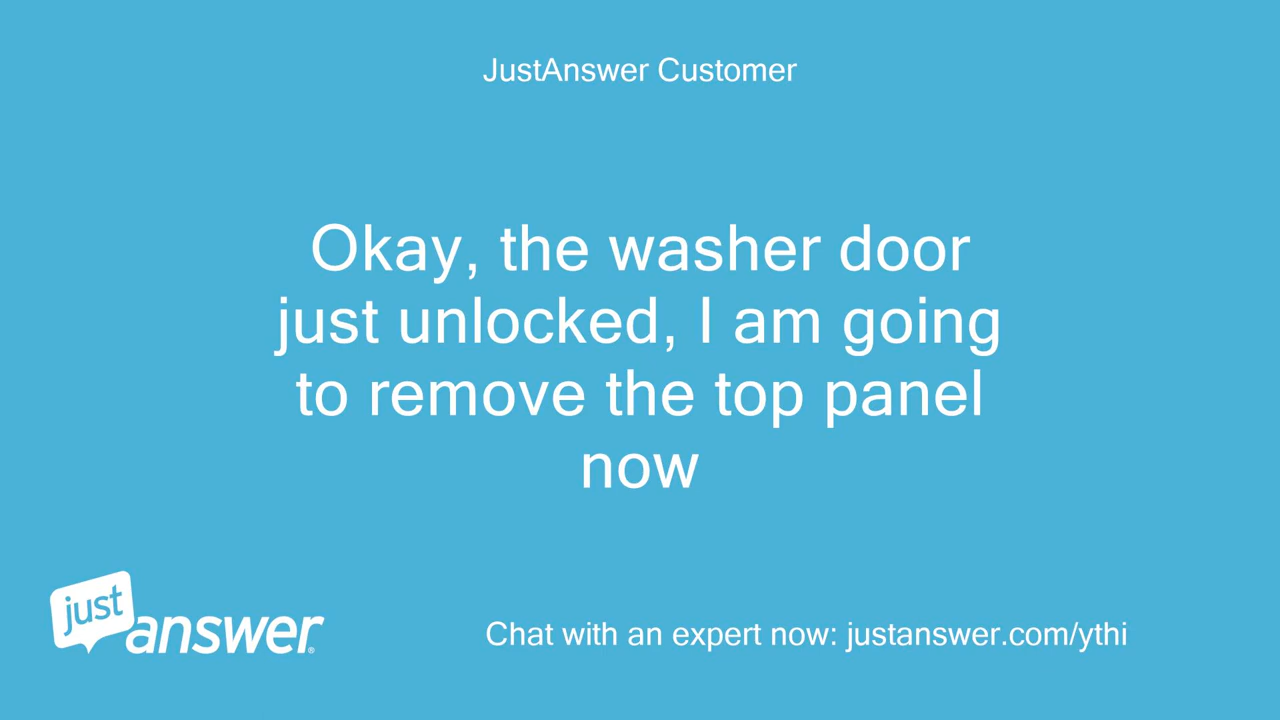 JustAnswer Customer
Okay, the washer door
just unlocked, I am going
to remove the top panel
now
just
answer®
Chat with an expert now: justanswer.com/ythi